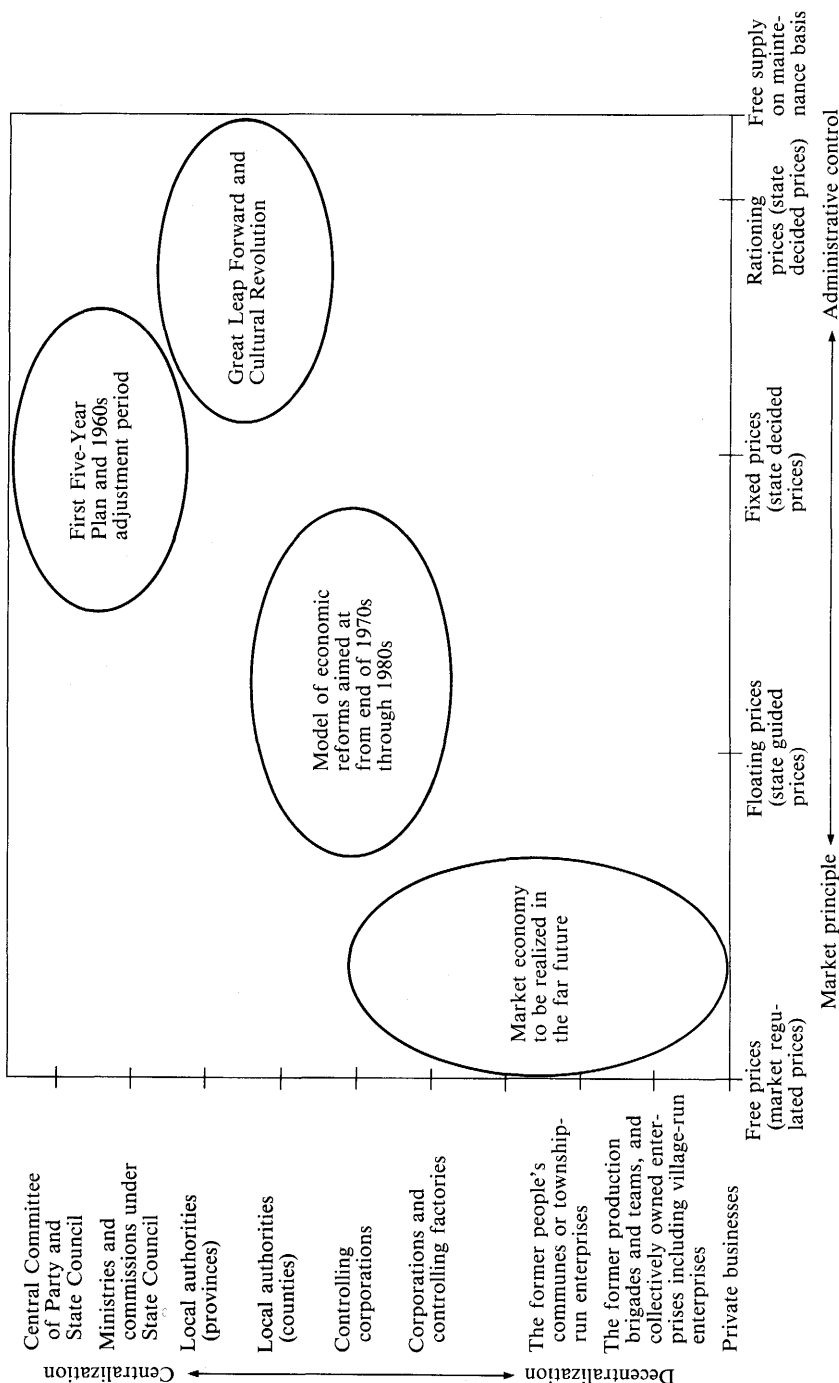 Central Committee
of Party and
State Council
Ministries and
commissions under
State Council
Local authorities
(provinces)
Local authorities
(counties)
Controlling
corporations
Corporations and
controlling factories
The former people's
communes or township-
run enterprises
The former production
brigades and teams, and
collectively owned enter-
prises including village-run
enterprises
Private businesses
Centralization
Decentralization
First Five-Year
Plan and 1960s
adjustment period
Great Leap Forward and
Cultural Revolution
Model of economic
reforms aimed at
from end of 1970s
through 1980s
Market economy
to be realized in
the far future
Free prices
(market regu-
lated prices)
Floating prices
(state guided
prices)
Fixed prices
(state decided
prices)
Rationing
prices (state
decided prices)
Free supply
on mainte-
nance basis
Market principle
Administrative control